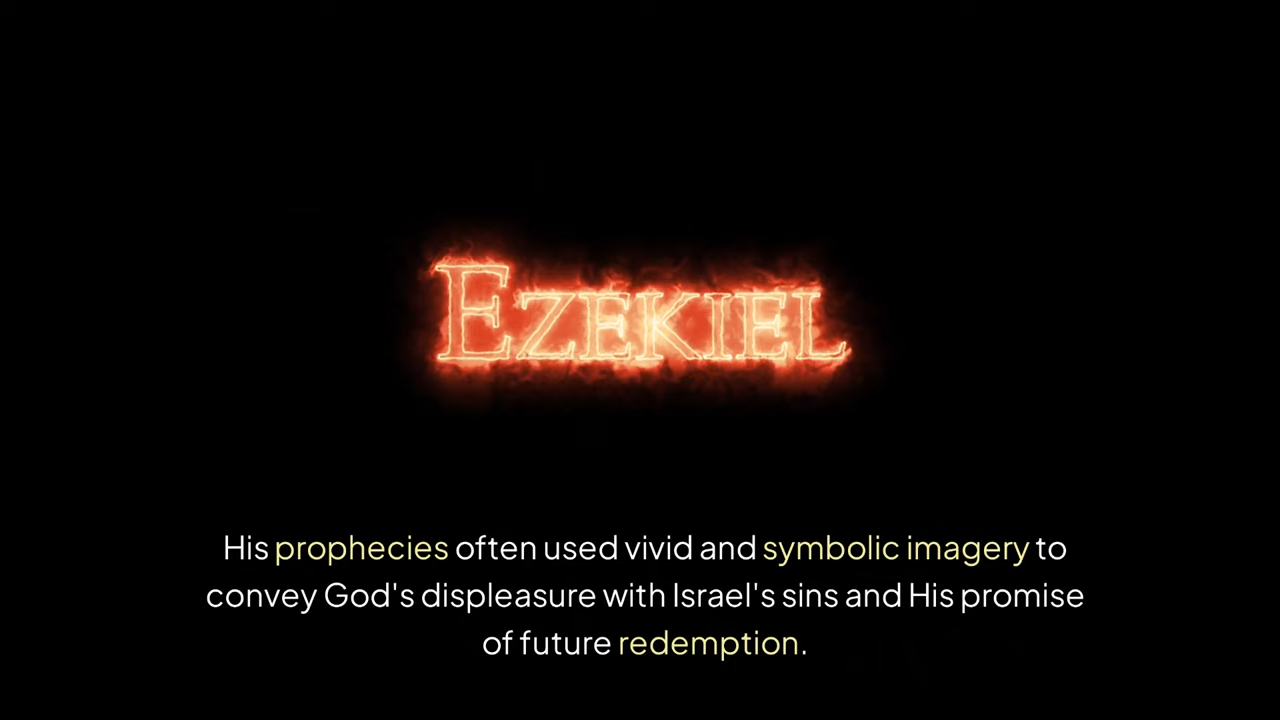 Ezekiel
His prophecies often used vivid and symbolic imagery to
convey God's displeasure with Israel's sins and His promise
of future redemption.